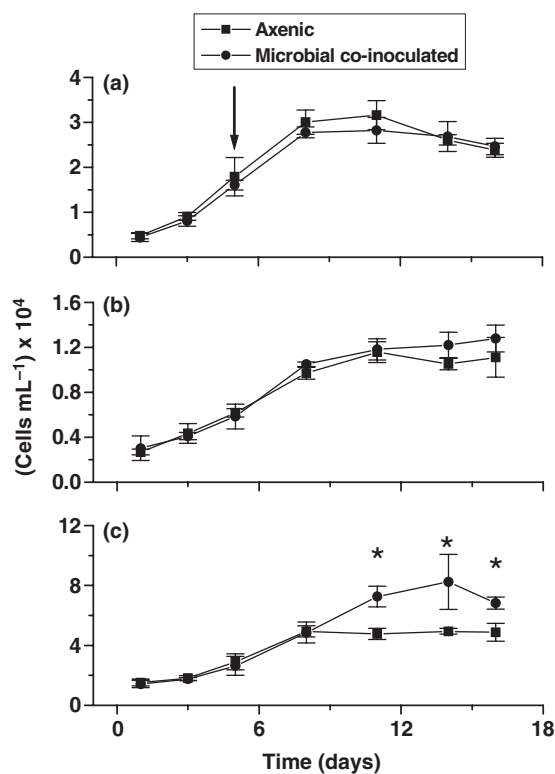 Axenic
Microbial co-inoculated
(a)
4
3
2
1
0
(b)
1.6
1.2
0.8
0.4
0.0
(Cells mL⁻¹) x 10⁴
(c)
12
8
4
0
* * *
0 6 12 18
Time (days)